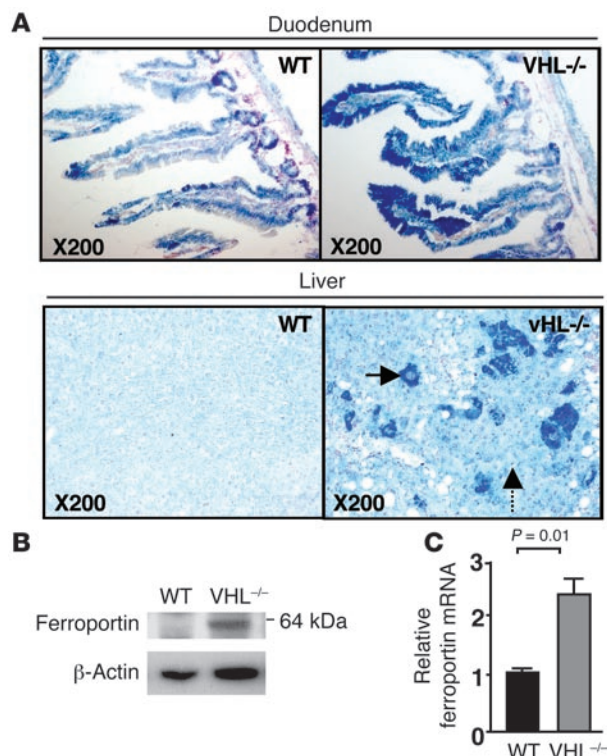 A
Duodenum
WT
VHL-/-
X200
X200
Liver
WT
vHL-/-
X200
X200
B
WT VHL⁻/⁻
Ferroportin
64 kDa
β-Actin
C
P = 0.01
Relative
ferroportin mRNA
3
2
1
0
WT VHL⁻/⁻